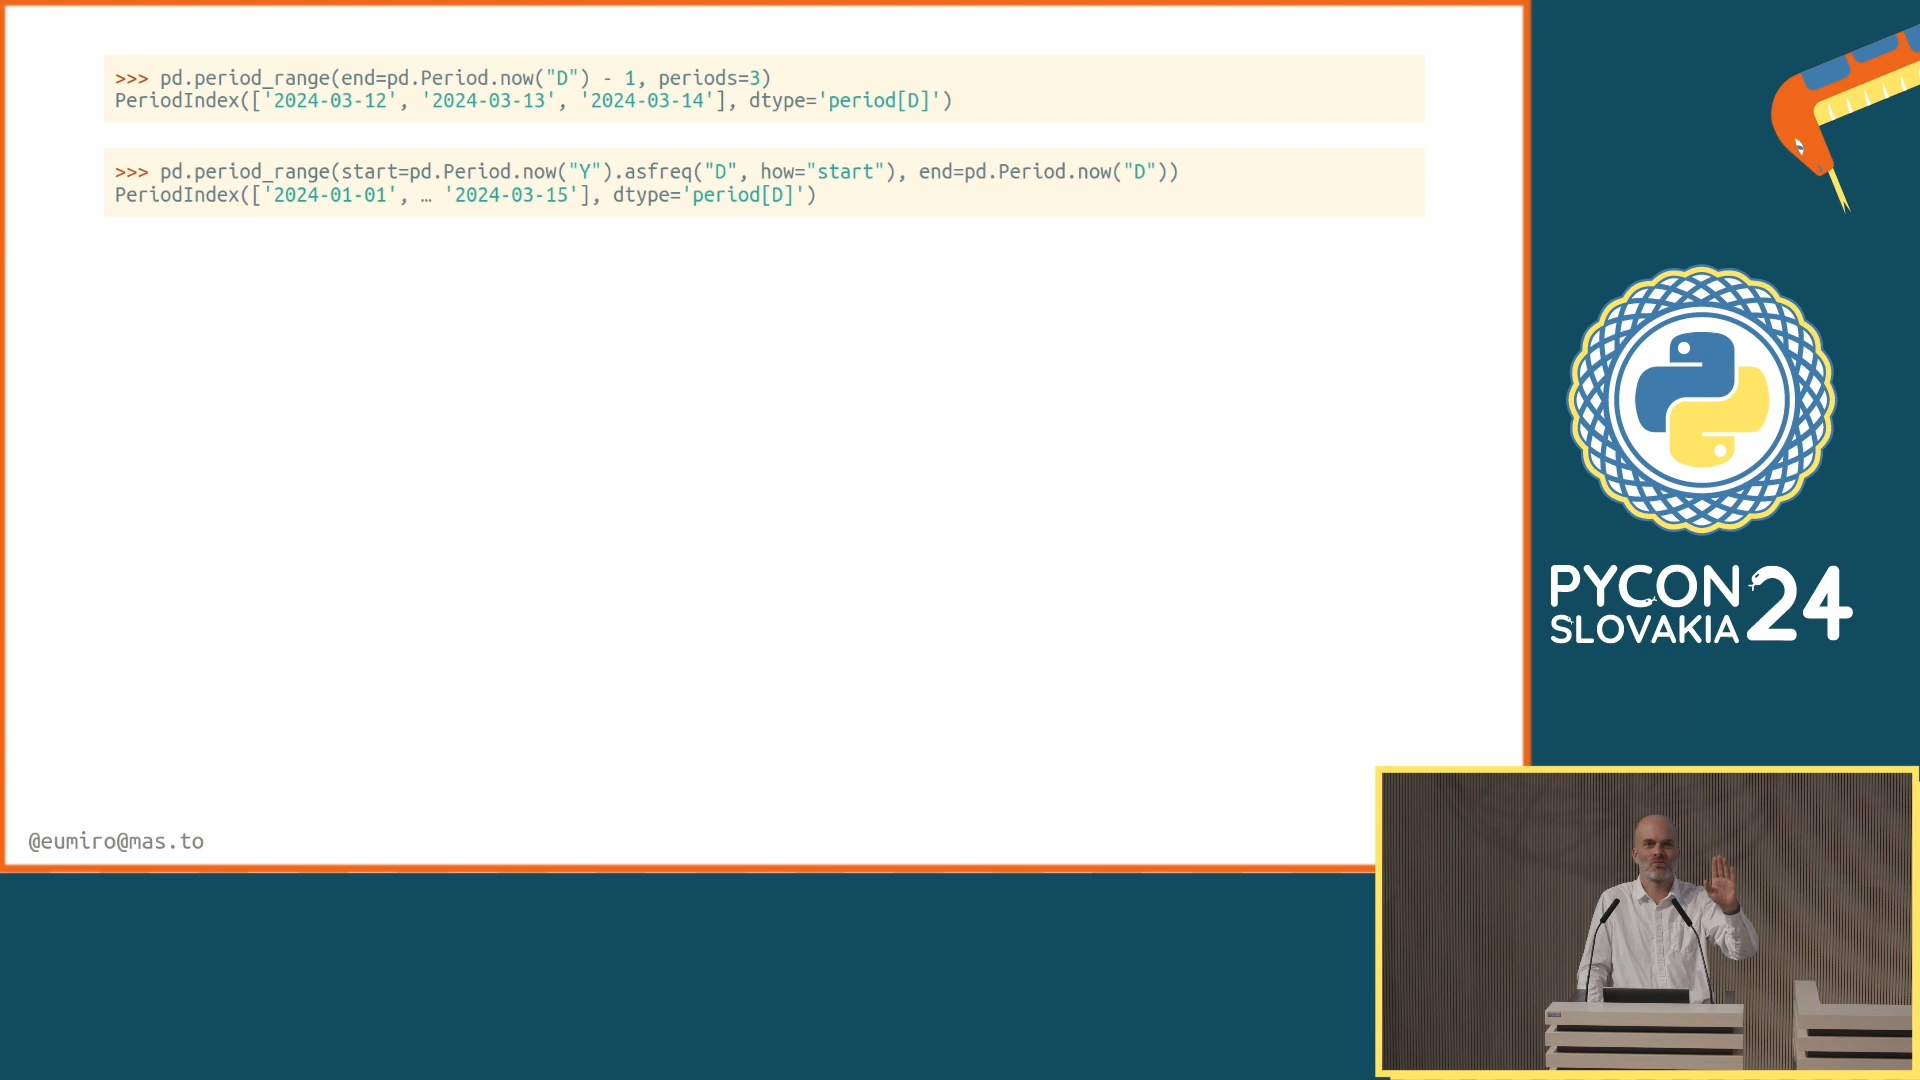 >>> pd.period_range(end=pd.Period.now("D") - 1, periods=3)
PeriodIndex(['2024-03-12', '2024-03-13', '2024-03-14'], dtype='period[D]')
>>> pd.period_range(start=pd.Period.now("Y").asfreq("D", how="start"), end=pd.Period.now("D"))
PeriodIndex(['2024-01-01', … '2024-03-15'], dtype='period[D]')
@eumiro@mas.to
PYCON
SLOVAKIA
24